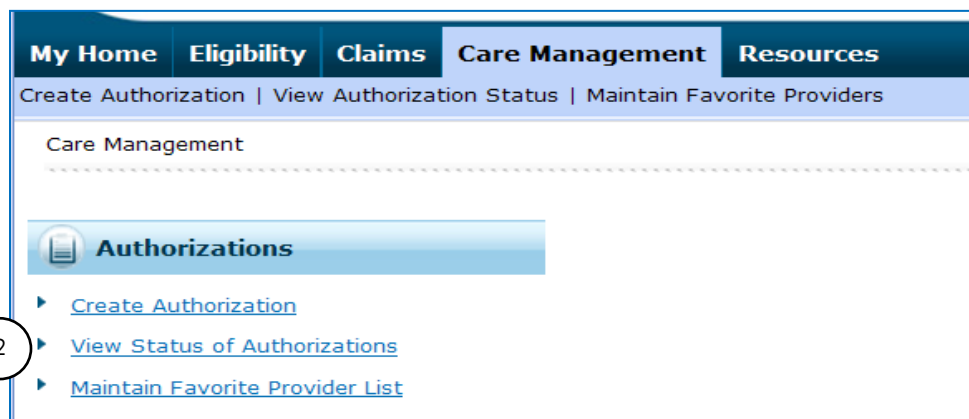 My Home Eligibility Claims Care Management Resources
Create Authorization | View Authorization Status | Maintain Favorite Providers
Care Management
Authorizations
Create Authorization
2 View Status of Authorizations
Maintain Favorite Provider List